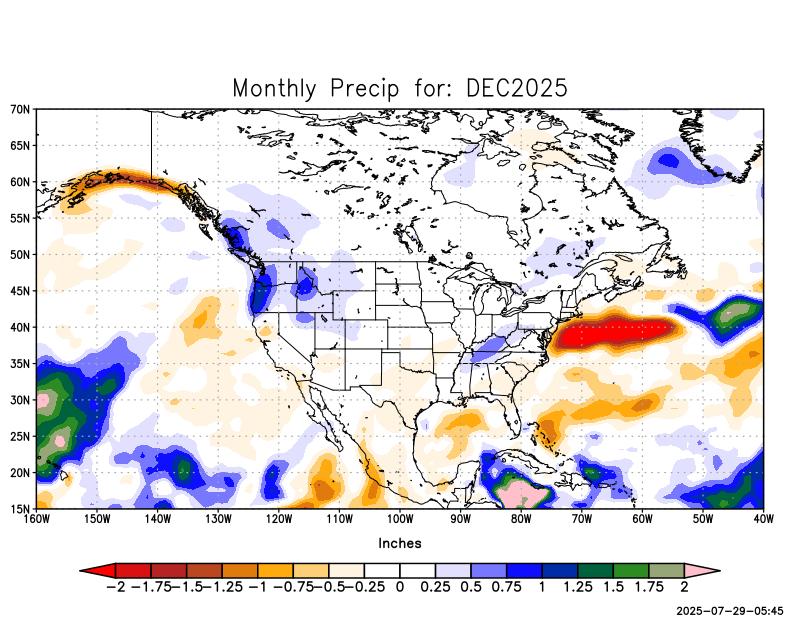 Monthly Precip for: DEC2025
70N
65N
60N
55N
50N
45N
40N
35N
30N
25N
20N
15N
160W 150W 140W 130W 120W 110W 100W 90W 80W 70W 60W 50W 40W
Inches
-2 -1.75 -1.5 -1.25 -1 -0.75 -0.5 -0.25 0 0.25 0.5 0.75 1 1.25 1.5 1.75 2
2025-07-29-05:45